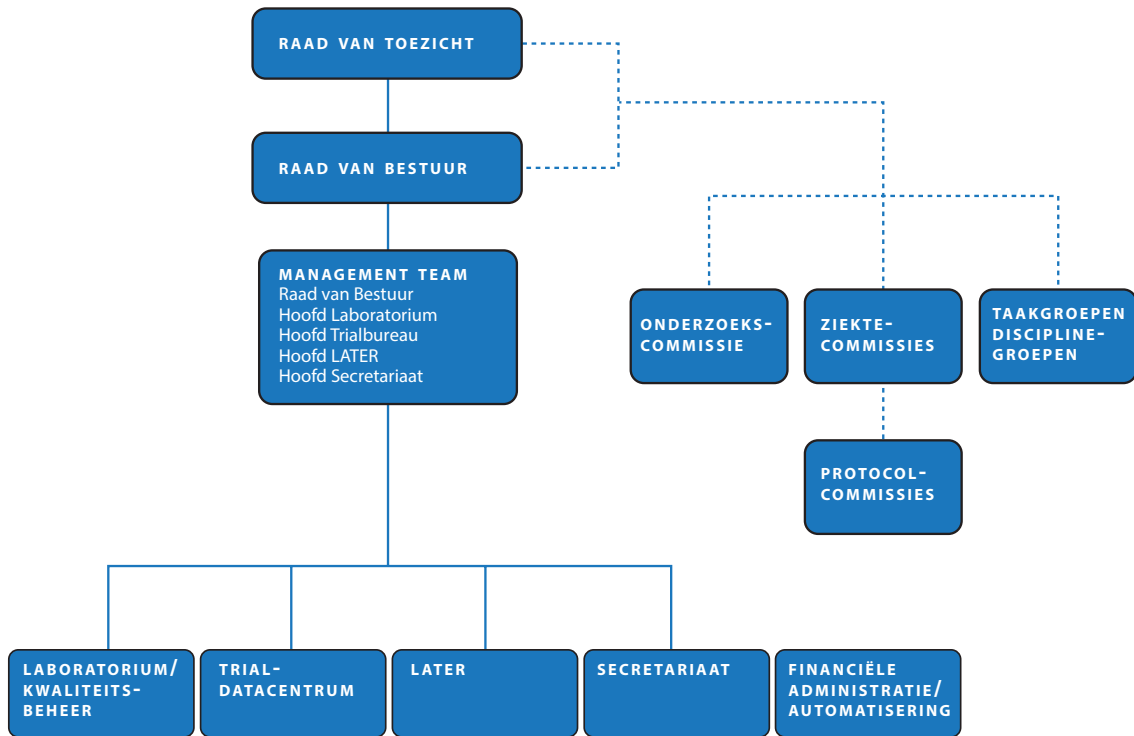 RAAD VAN TOEZICHT
RAAD VAN BESTUUR
MANAGEMENT TEAM
Raad van Bestuur
Hoofd Laboratorium
Hoofd Trialbureau
Hoofd LATER
Hoofd Secretariaat
ONDERZOEKS-
COMMISSIE
ZIEKTE-
COMMISSIES
TAAKGROEPEN
DISCIPLINE-
GROEPEN
PROTOCOL-
COMMISSIES
LABORATORIUM/
KWALITEITS-
BEHEER
TRIAL-
DATACENTRUM
LATER
SECRETARIAAT
FINANCIËLE
ADMINISTRATIE/
AUTOMATISERING